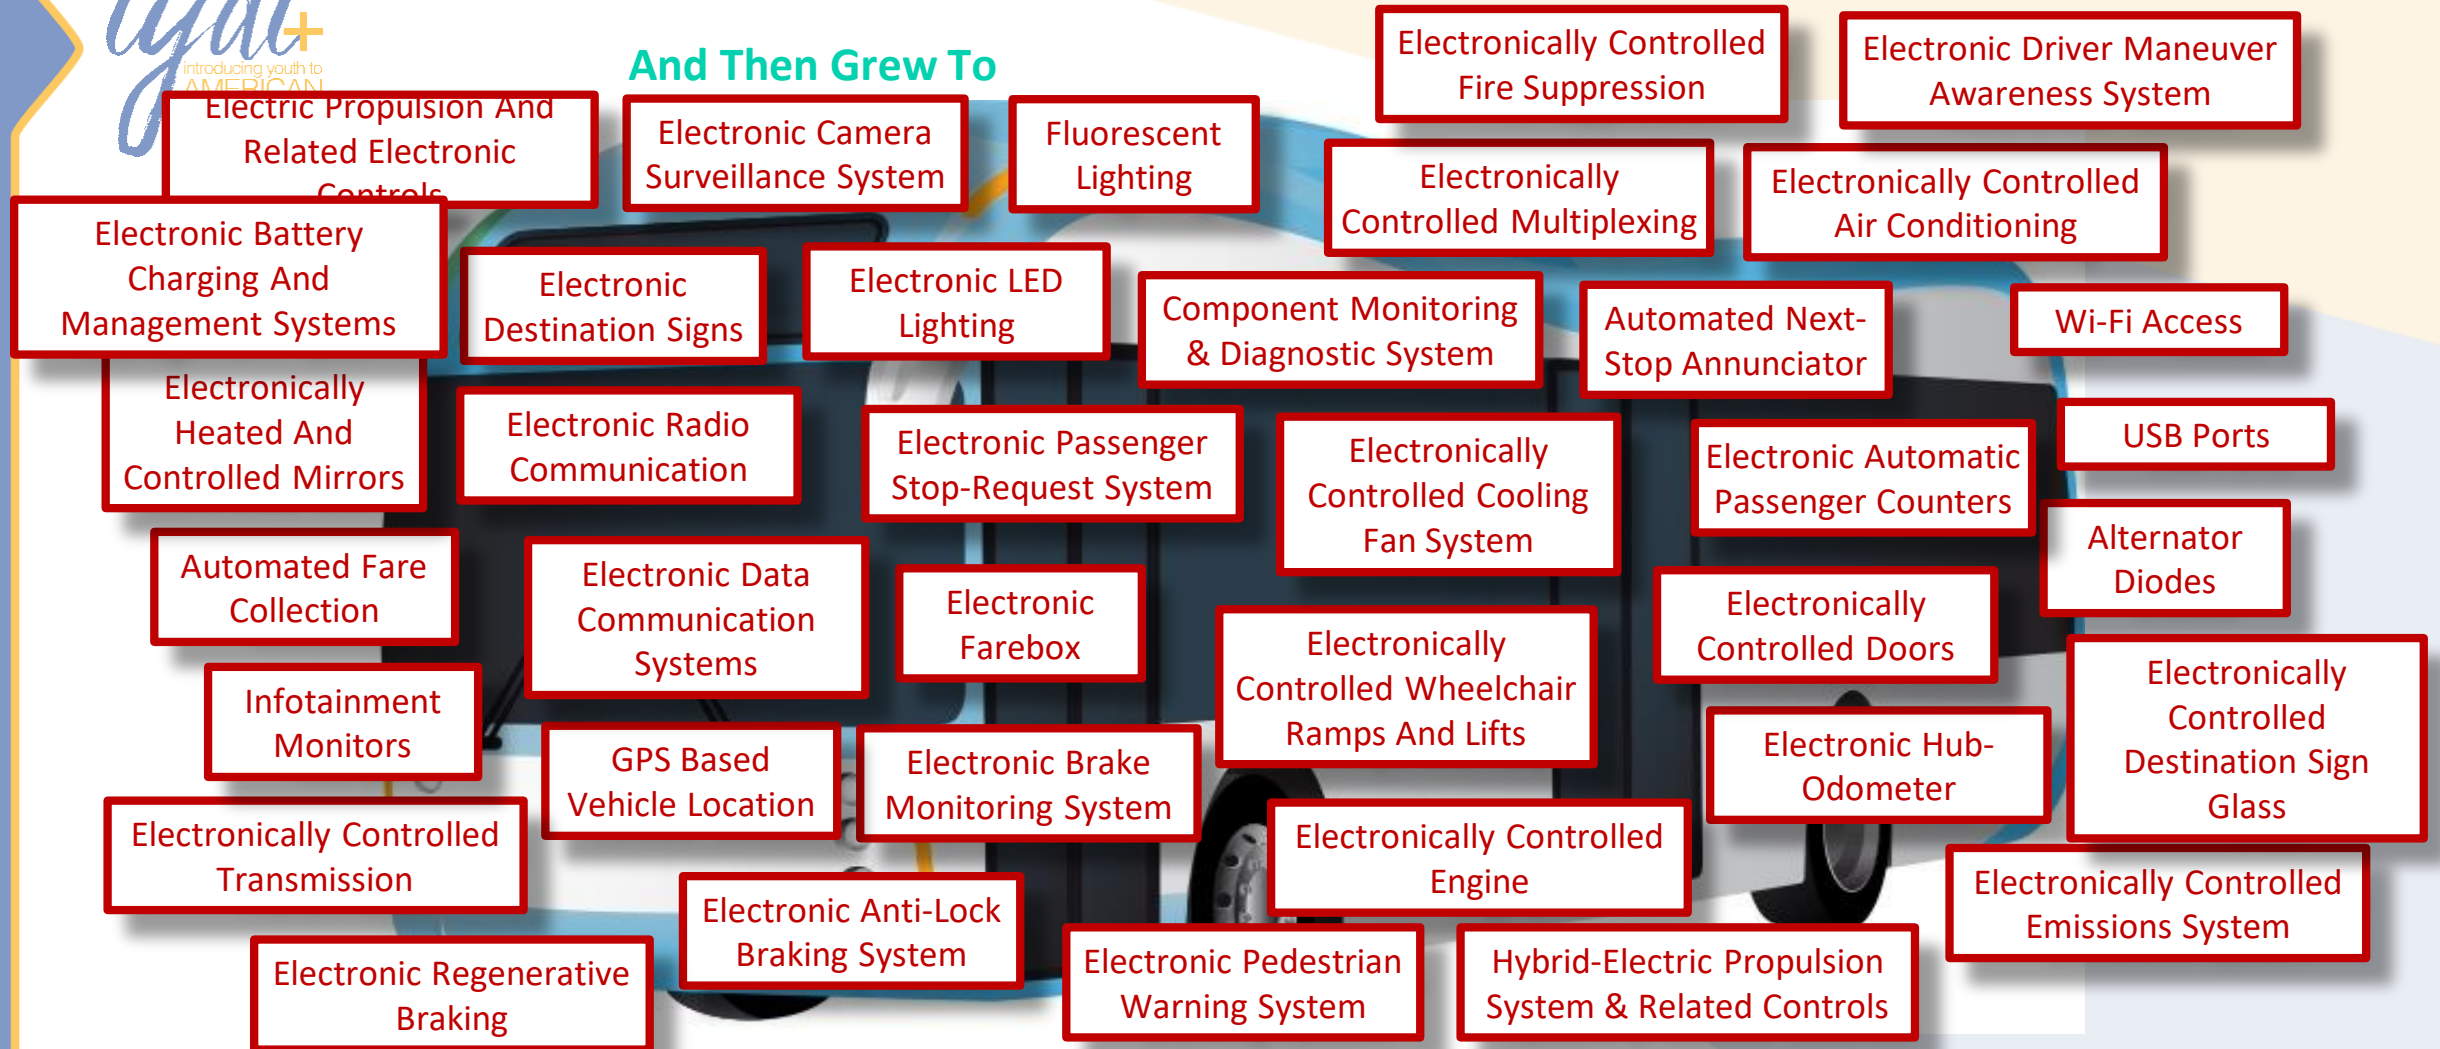 lyat+
introducing youth to
AMERICAN
And Then Grew To
Electronically Controlled
Fire Suppression
Electronic Driver Maneuver
Awareness System
Electric Propulsion And
Related Electronic
Controls
Electronic Camera
Surveillance System
Fluorescent
Lighting
Electronically
Controlled Multiplexing
Electronically Controlled
Air Conditioning
Electronic Battery
Charging And
Management Systems
Electronic
Destination Signs
Electronic LED
Lighting
Component Monitoring
& Diagnostic System
Automated Next-
Stop Annunciator
Wi-Fi Access
Electronically
Heated And
Controlled Mirrors
Electronic Radio
Communication
Electronic Passenger
Stop-Request System
Electronically
Controlled Cooling
Fan System
Electronic Automatic
Passenger Counters
USB Ports
Automated Fare
Collection
Electronic Data
Communication
Systems
Electronic
Farebox
Electronically
Controlled Wheelchair
Ramps And Lifts
Electronically
Controlled Doors
Alternator
Diodes
Infotainment
Monitors
GPS Based
Vehicle Location
Electronic Brake
Monitoring System
Electronic Hub-
Odometer
Electronically
Controlled
Destination Sign
Glass
Electronically Controlled
Transmission
Electronic Anti-Lock
Braking System
Electronically Controlled
Engine
Electronically Controlled
Emissions System
Electronic Regenerative
Braking
Electronic Pedestrian
Warning System
Hybrid-Electric Propulsion
System & Related Controls